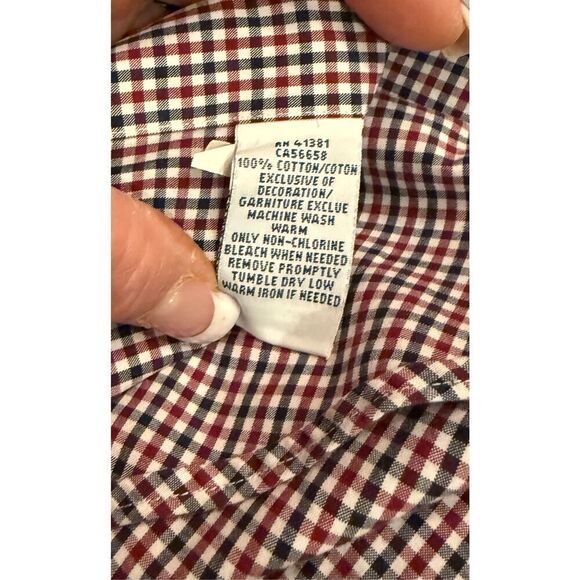 RN 41381
CA56658
100% COTTON/COTON
EXCLUSIVE OF
DECORATION/
GARNITURE EXCLUE
MACHINE WASH
WARM
ONLY NON-CHLORINE
BLEACH WHEN NEEDED
REMOVE PROMPTLY
TUMBLE DRY LOW
WARM IRON IF NEEDED